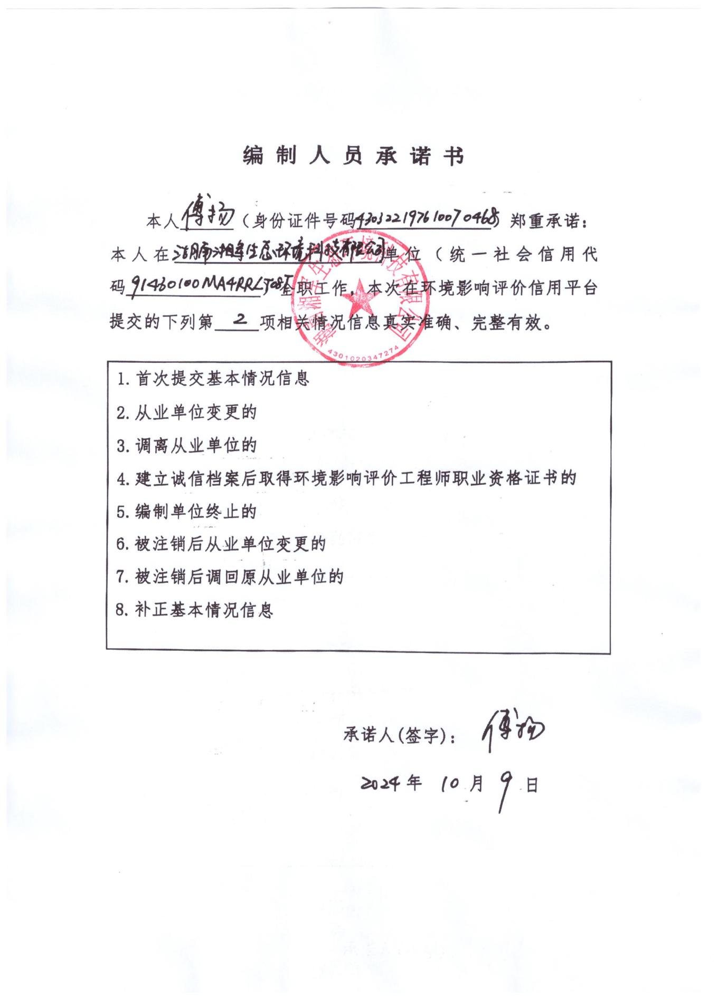 编制人员承诺书
本人傅扬（身份证件号码430322197610070468）郑重承诺：
本人在湖南湘牢生态环境科技有限公司单位（统一社会信用代
码91430100MA4RRLJ08T）全职工作，本次在环境影响评价信用平台
提交的下列第2项相关情况信息真实准确、完整有效。
4301020347274
1.首次提交基本情况信息
2.从业单位变更的
3.调离从业单位的
4.建立诚信档案后取得环境影响评价工程师职业资格证书的
5.编制单位终止的
6.被注销后从业单位变更的
7.被注销后调回原从业单位的
8.补正基本情况信息
承诺人(签字)：傅扬
2024年 10月 9日